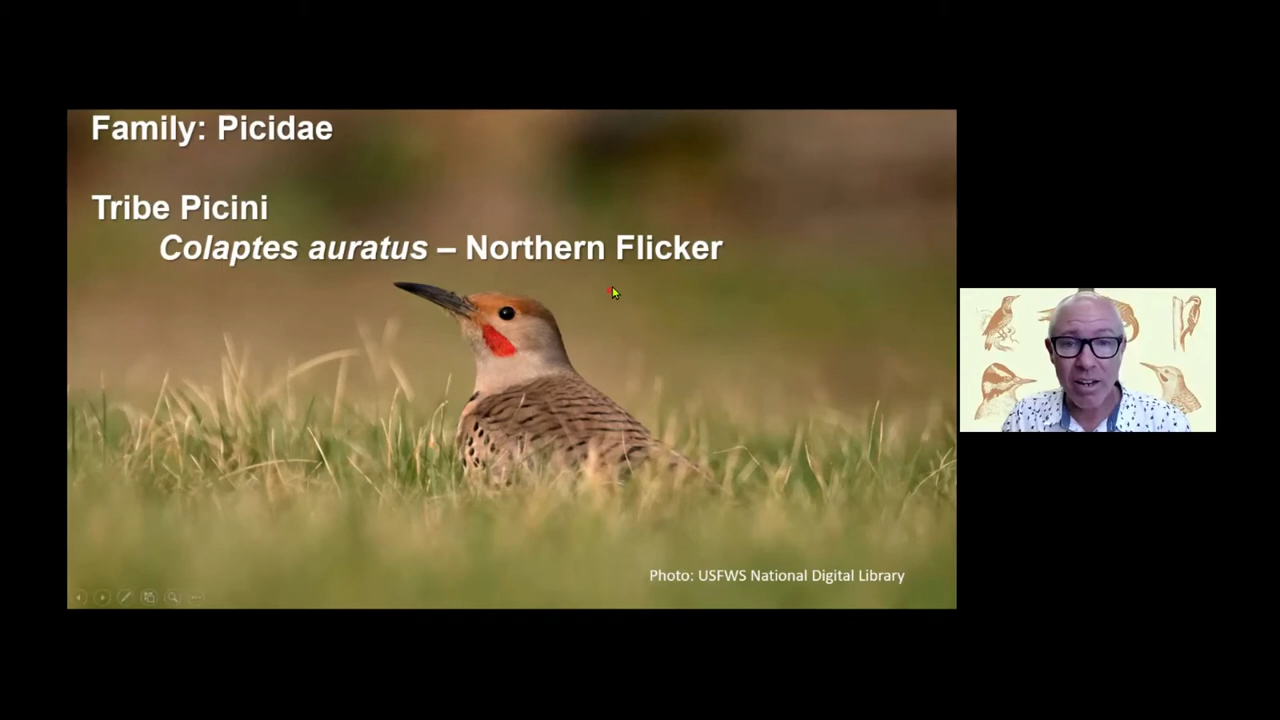 Family: Picidae
Tribe Picini
Colaptes auratus – Northern Flicker
Photo: USFWS National Digital Library